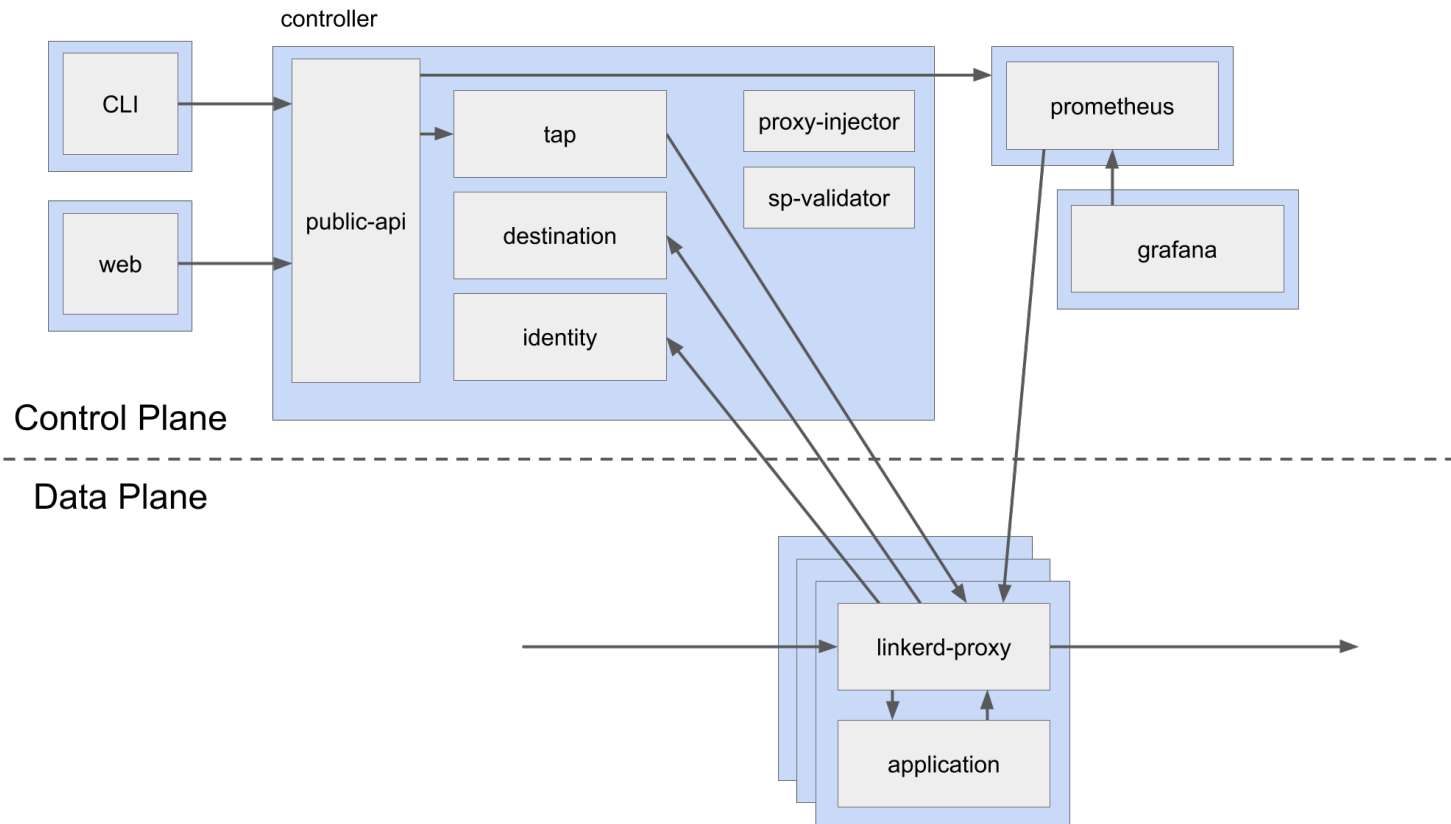 controller
CLI
web
public-api
tap
destination
identity
proxy-injector
sp-validator
prometheus
grafana
Control Plane
Data Plane
linkerd-proxy
application